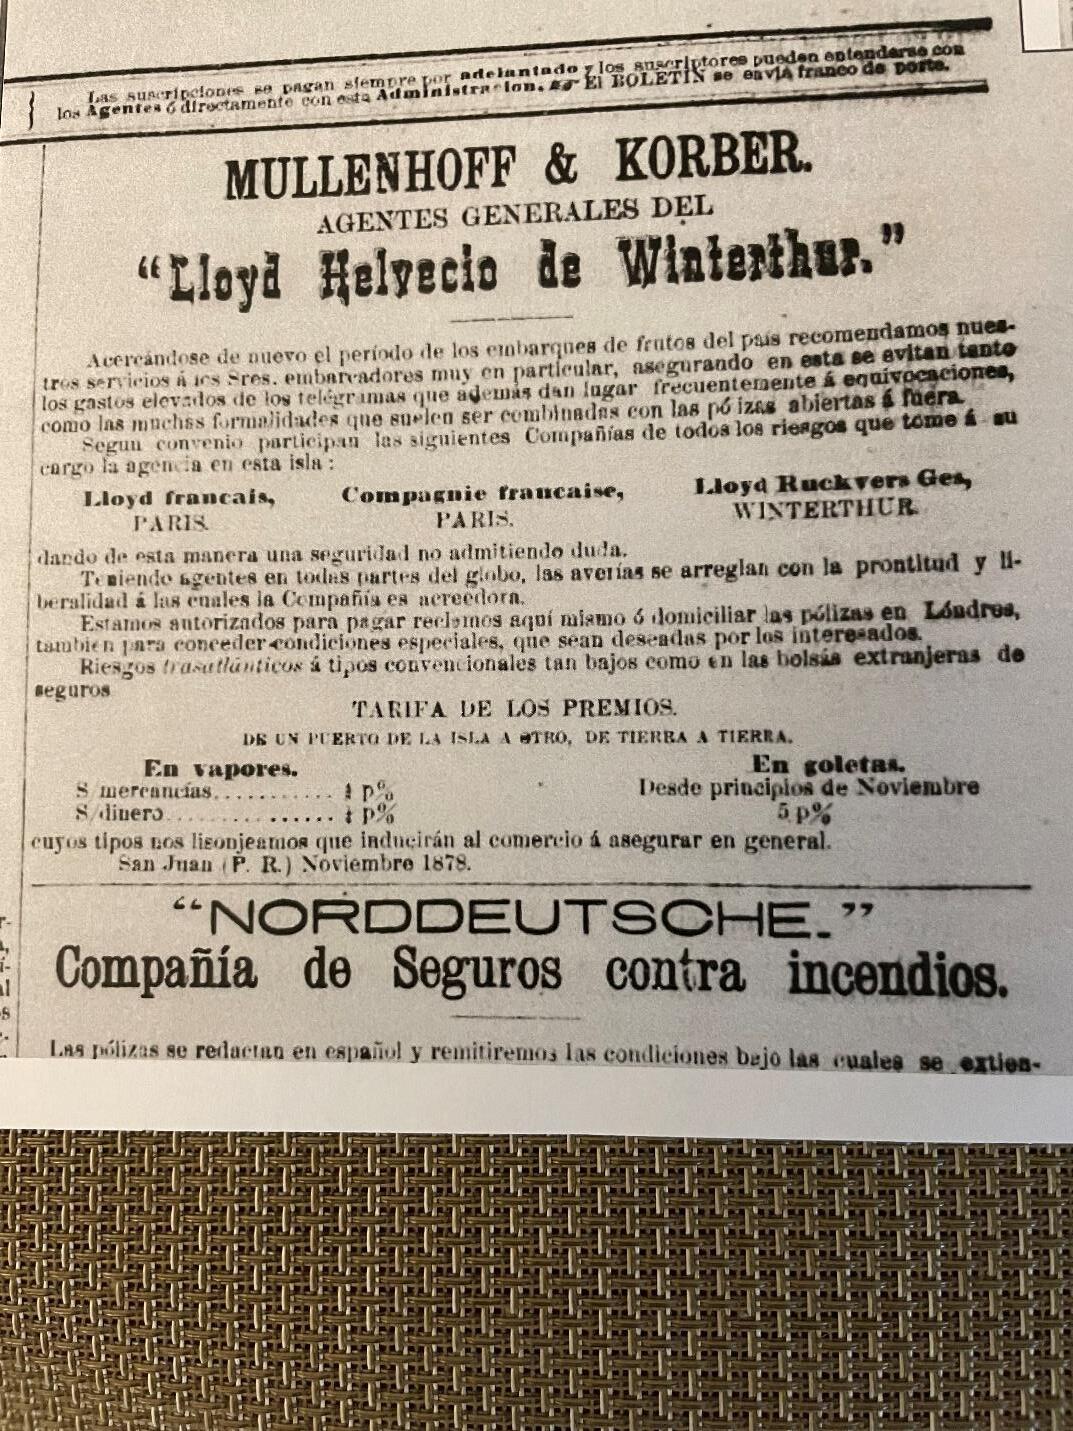 Las suscripciones se pagan siempre por adelantado y los suscriptores pueden entenderse con
los Agentes ó directamente con esta Administracion. El BOLETIN se envia franco de porte.
MULLENHOFF & KORBER.
AGENTES GENERALES DEL
“Lloyd Helvecio de Winterthur.”
Acercándose de nuevo el período de los embarques de frutos del país recomendamos nues-
tros servicios á los Sres. embarcadores muy en particular, asegurando en esta se evitan tanto
los gastos elevados de los telégramas que además dan lugar frecuentemente á equivocaciones,
como las muchas formalidades que suelen ser combinadas con las pó izas abiertas á fuera.
Segun convenio participan las siguientes Compañías de todos los riesgos que tome á su
cargo la agencia en esta isla:
Lloyd francais, Compagnie francaise, Lloyd Ruckvers Ges,
PARIS. PARIS. WINTERTHUR.
dando de esta manera una seguridad no admitiendo duda.
Teniendo agentes en todas partes del globo, las averías se arreglan con la prontitud y li-
beralidad á las cuales la Compañía es acreedora.
Estamos autorizados para pagar reclamos aquí mismo ó domiciliar las pólizas en Lóndres,
tambien para conceder condiciones especiales, que sean deseadas por los interesados.
Riesgos trasatlánticos á tipos convencionales tan bajos como en las bolsas extranjeras de
seguros
TARIFA DE LOS PREMIOS.
DE UN PUERTO DE LA ISLA A OTRO, DE TIERRA A TIERRA.
En vapores. En goletas.
S/mercancías........... p% Desde principios de Noviembre
S/dinero............... p% 5 p%
cuyos tipos nos lisonjeamos que inducirán al comercio á asegurar en general.
San Juan (P. R.) Noviembre 1878.
“NORDDEUTSCHE.”
Compañía de Seguros contra incendios.
Las pólizas se redactan en español y remitiremos las condiciones bajo las cuales se extien-